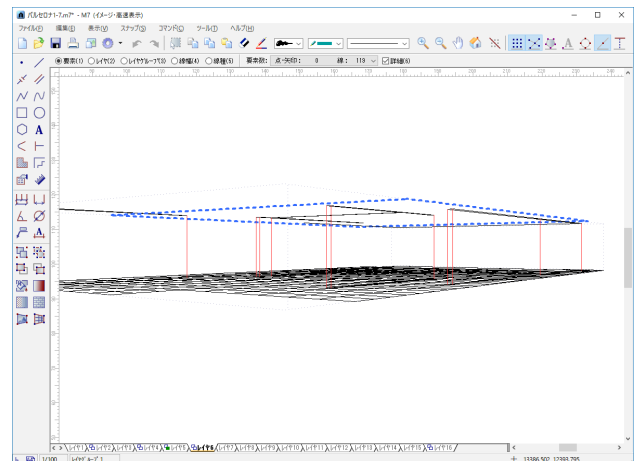 バルセロナ1-7.m7* - M7 (イメージ・高速表示)
ファイル(F) 編集(E) 表示(V) スナップ(S) コマンド(C) ツール(T) ヘルプ(H)
要素(1) レイヤ(2) レイヤグループ(3) 線幅(4) 線種(5) 要素数: 点・矢印: 0 線: 119 詳細(6)
レイヤ1 レイヤ2 レイヤ3 レイヤ4 レイヤ5 レイヤ6 レイヤ7 レイヤ8 レイヤ9 レイヤ10 レイヤ11 レイヤ12 レイヤ13 レイヤ14 レイヤ15 レイヤ16
1/100 レイヤグループ 1 13386.502, 12393.795